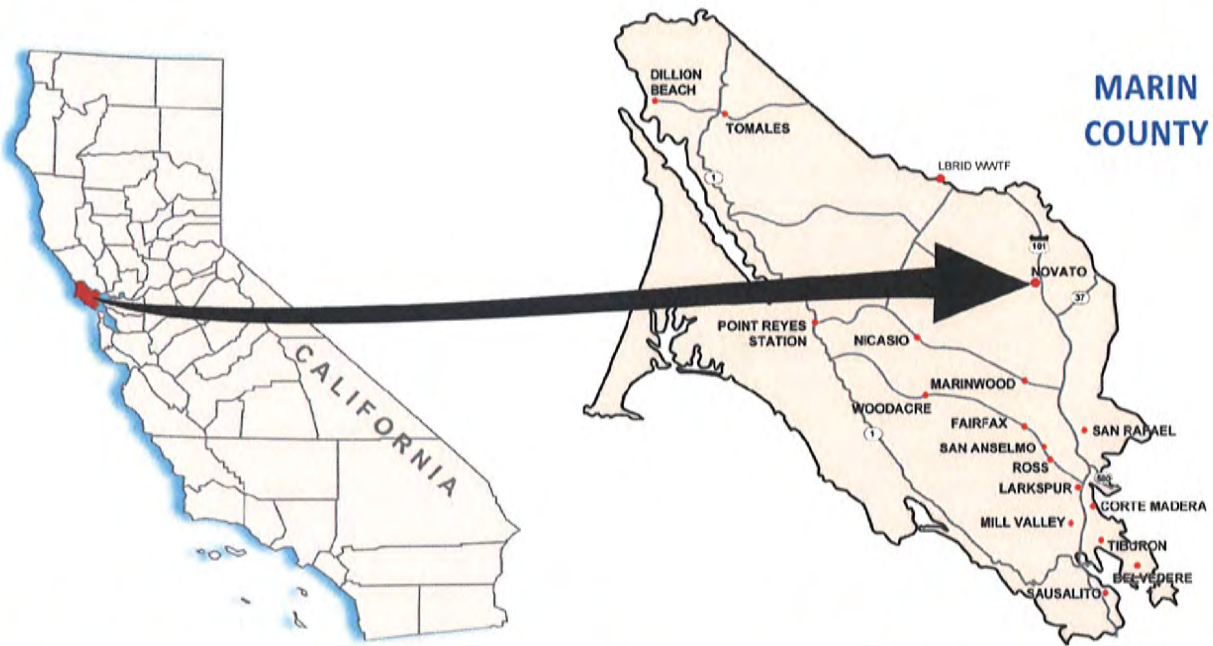 MARIN
COUNTY
DILLION
BEACH
TOMALES
LBRID WWTF
1
101
NOVATO
37
POINT REYES
STATION
NICASIO
MARINWOOD
WOODACRE
FAIRFAX
1
SAN RAFAEL
SAN ANSELMO
ROSS
580
LARKSPUR
CORTE MADERA
MILL VALLEY
TIBURON
BELVEDERE
SAUSALITO
CALIFORNIA